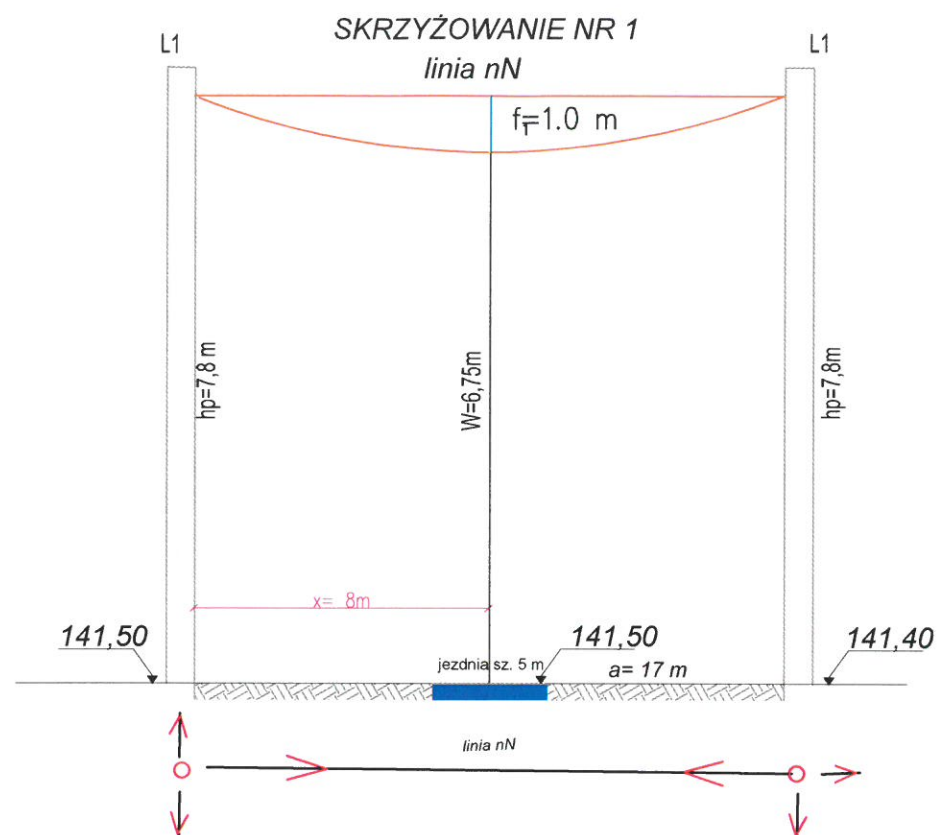 SKRZYŻOWANIE NR 1
L1
L1
linia nN
fT=1.0 m
hp=7,8 m
W=6,75m
hp=7,8m
x= 8m
141,50
141,50
141,40
jezdnia sz. 5 m
a= 17 m
linia nN